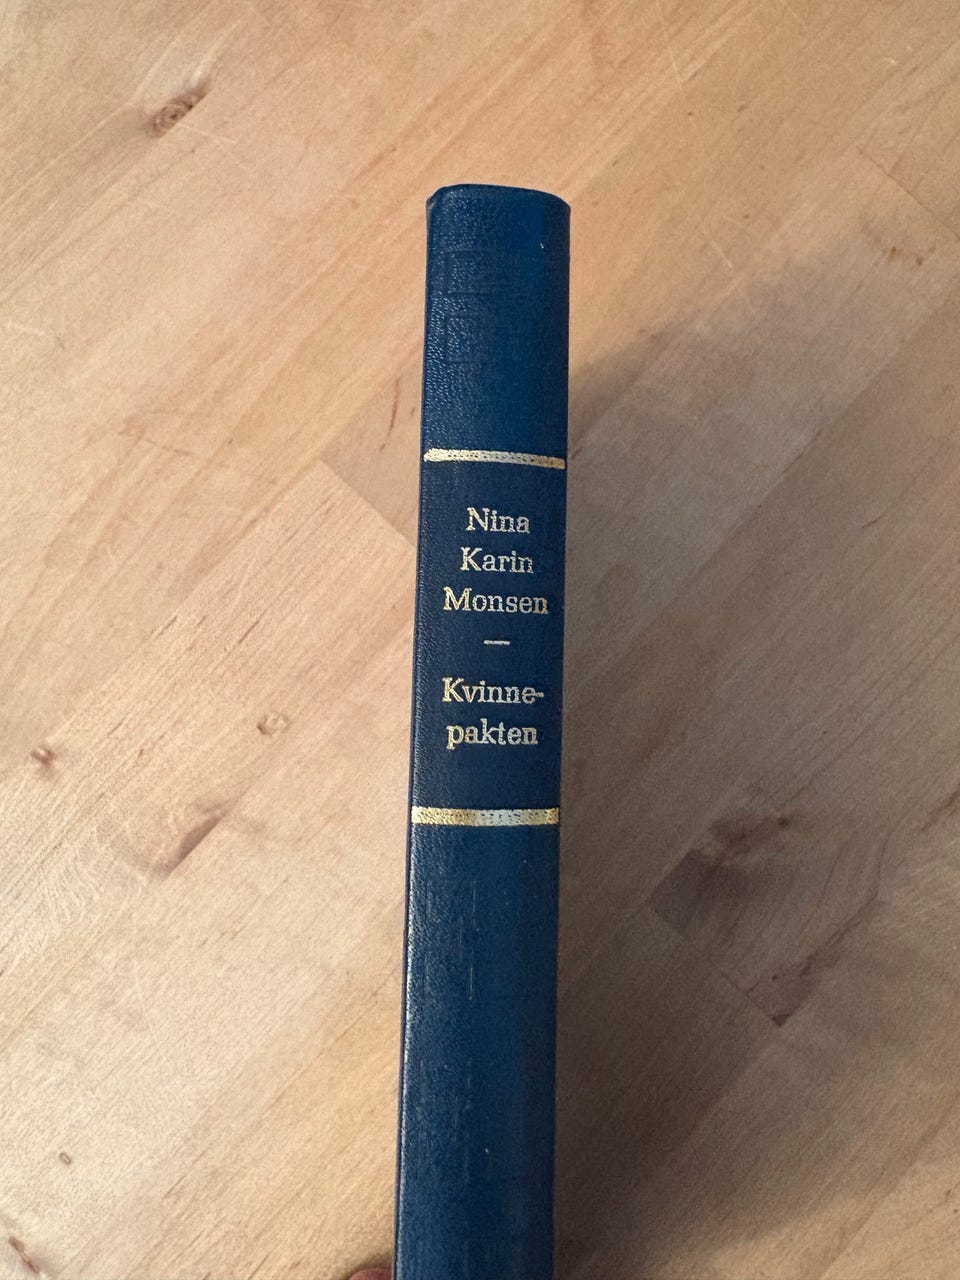 Nina
Karin
Monsen
—
Kvinne-
pakten